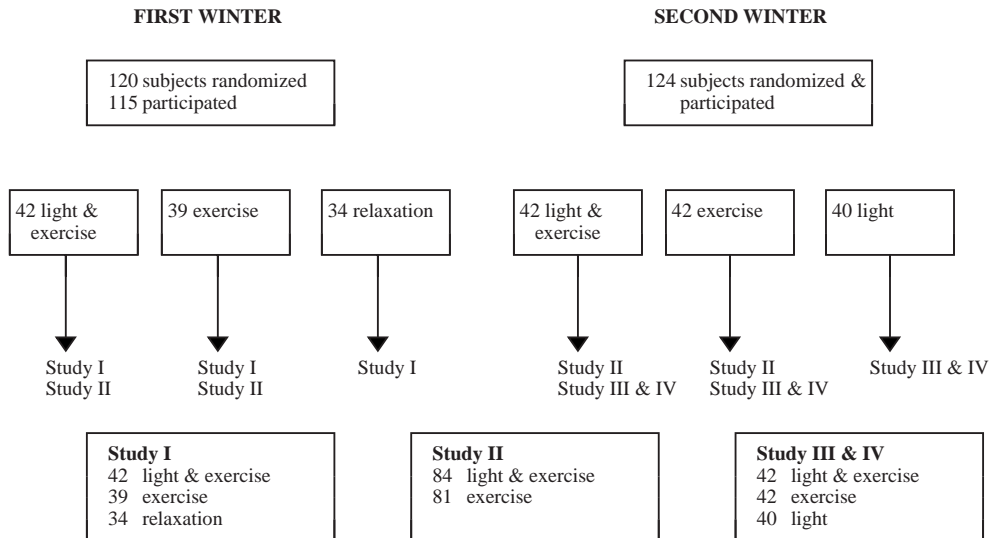 FIRST WINTER
SECOND WINTER
120 subjects randomized
115 participated
124 subjects randomized &
participated
42 light &
exercise
39 exercise
34 relaxation
42 light &
exercise
42 exercise
40 light
Study I
Study II
Study I
Study II
Study I
Study II
Study III & IV
Study II
Study III & IV
Study III & IV
Study I
42 light & exercise
39 exercise
34 relaxation
Study II
84 light & exercise
81 exercise
Study III & IV
42 light & exercise
42 exercise
40 light